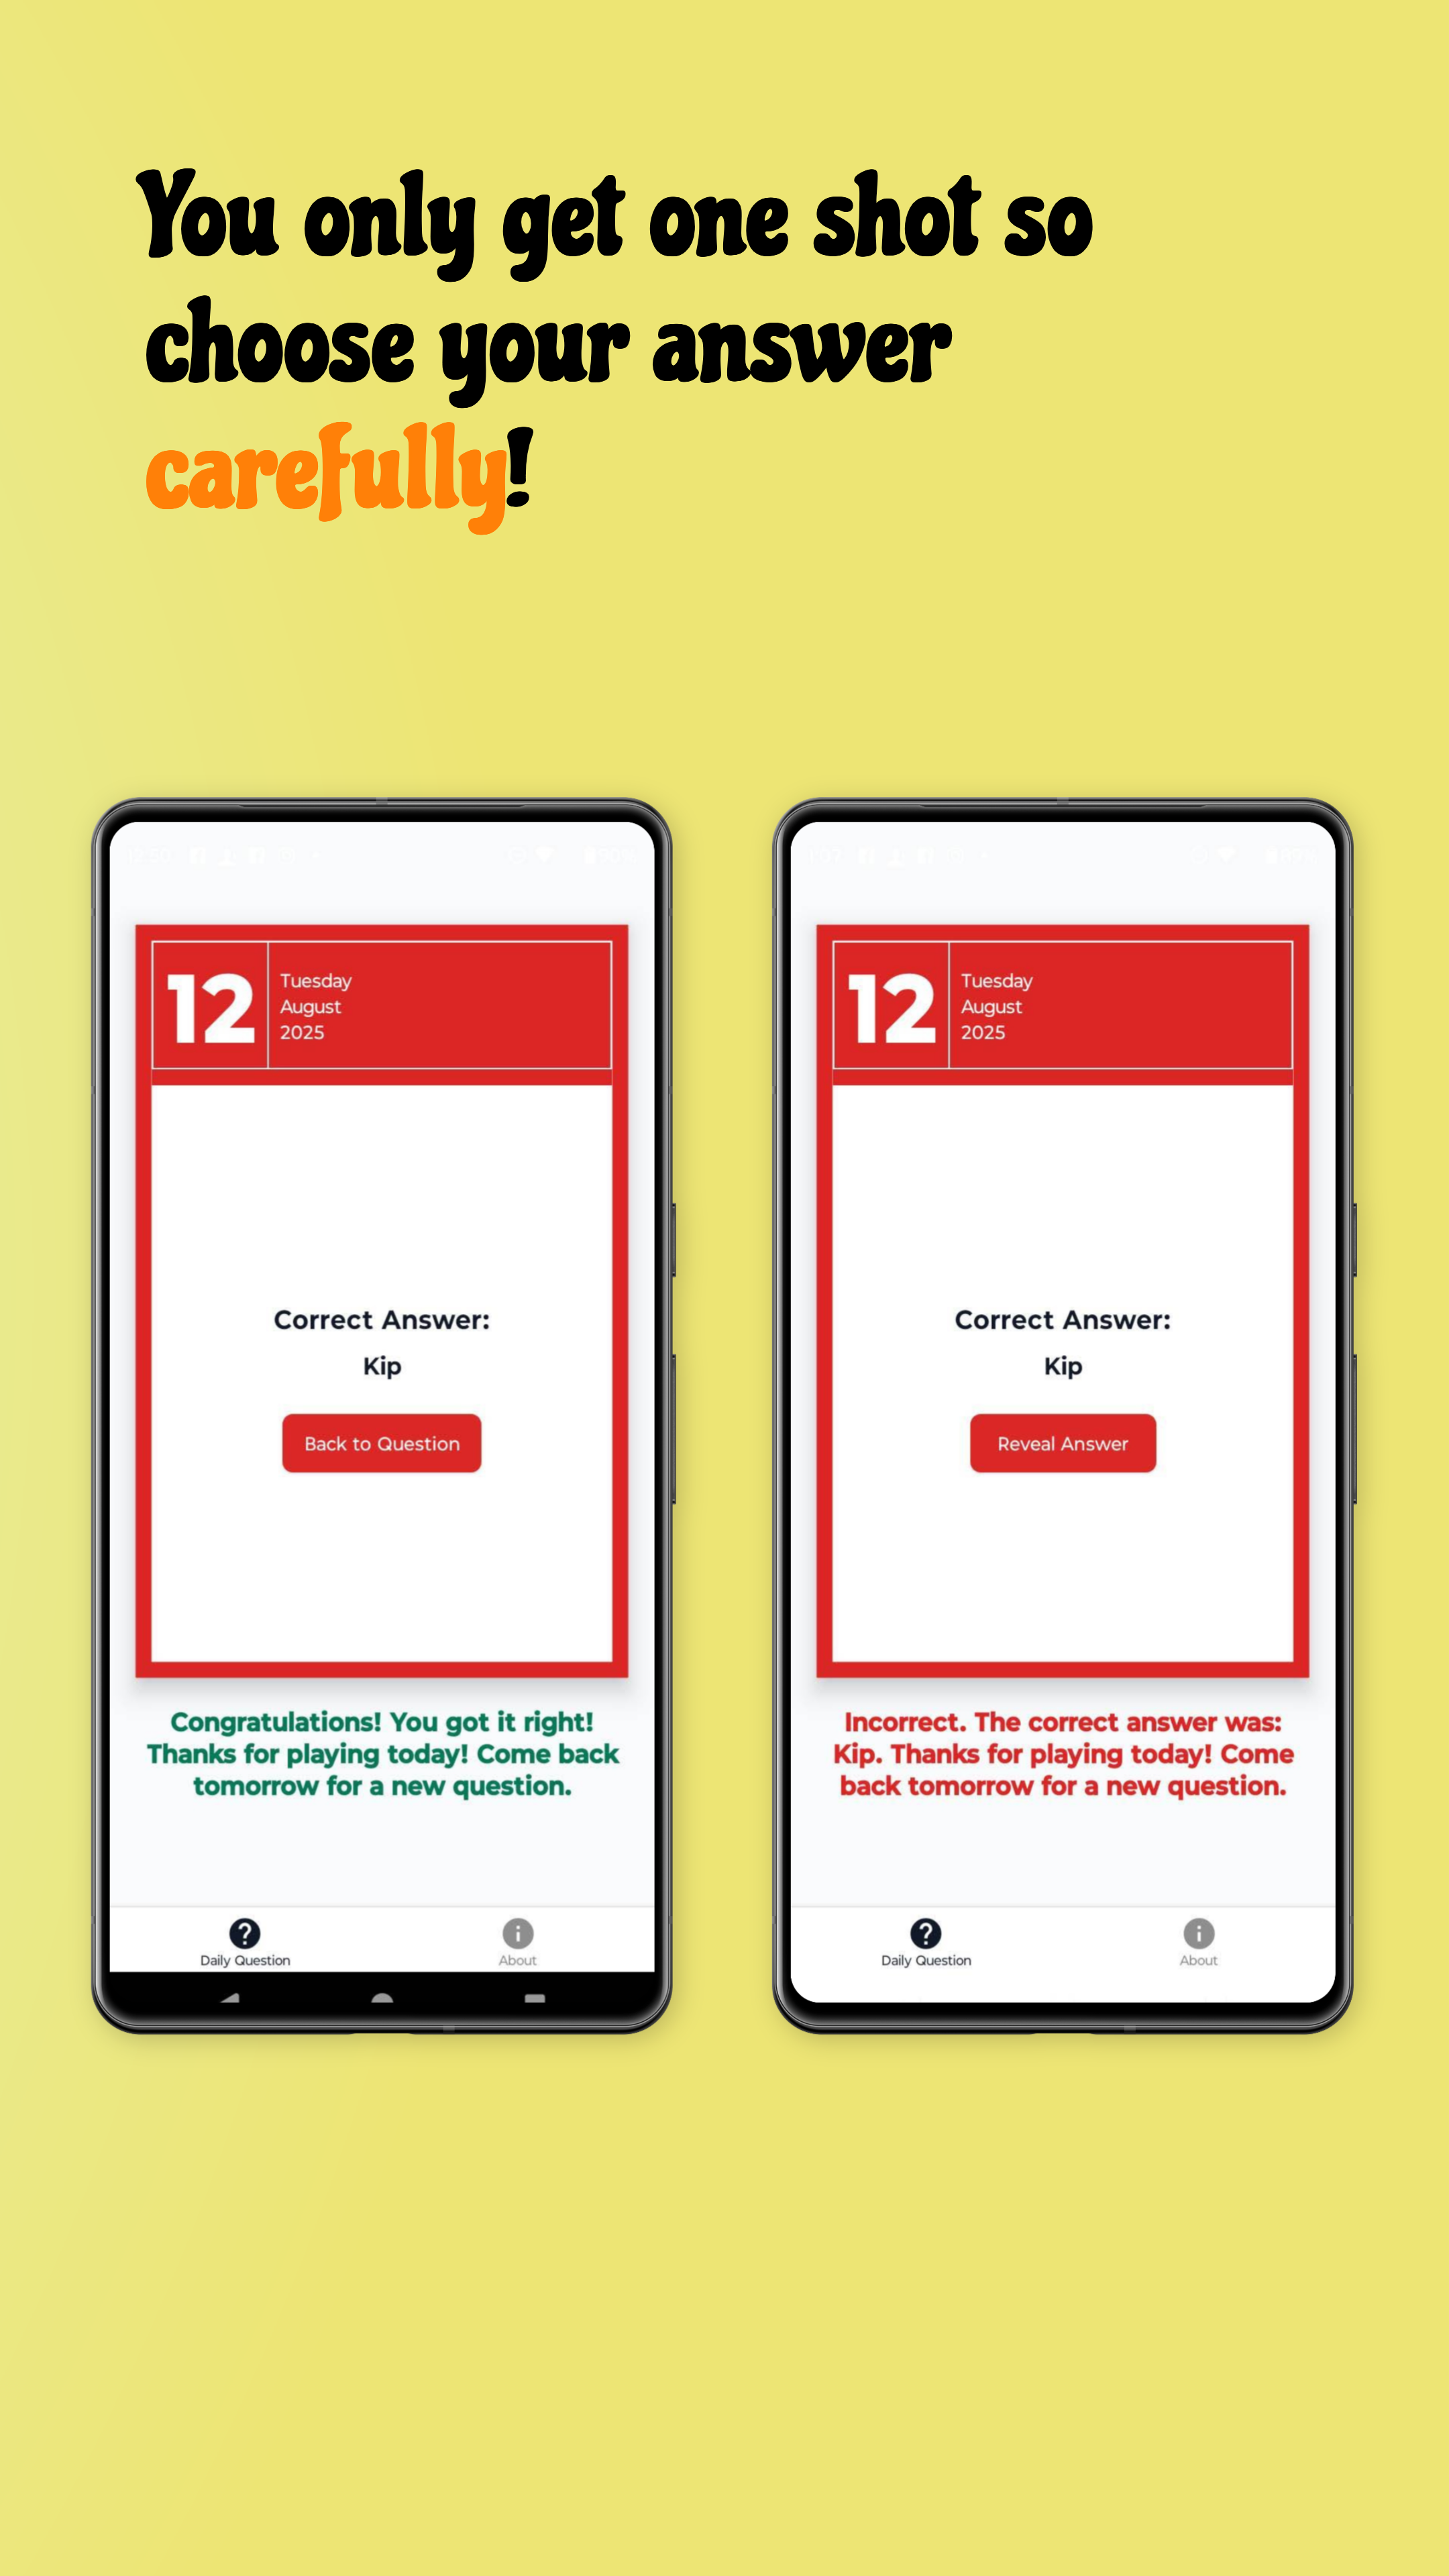 You only get one shot so
choose your answer
carefully!
12
Tuesday
August
2025
Correct Answer:
Kip
Back to Question
Congratulations! You got it right!
Thanks for playing today! Come back
tomorrow for a new question.
Daily Question
About
12
Tuesday
August
2025
Correct Answer:
Kip
Reveal Answer
Incorrect. The correct answer was:
Kip. Thanks for playing today! Come
back tomorrow for a new question.
Daily Question
About